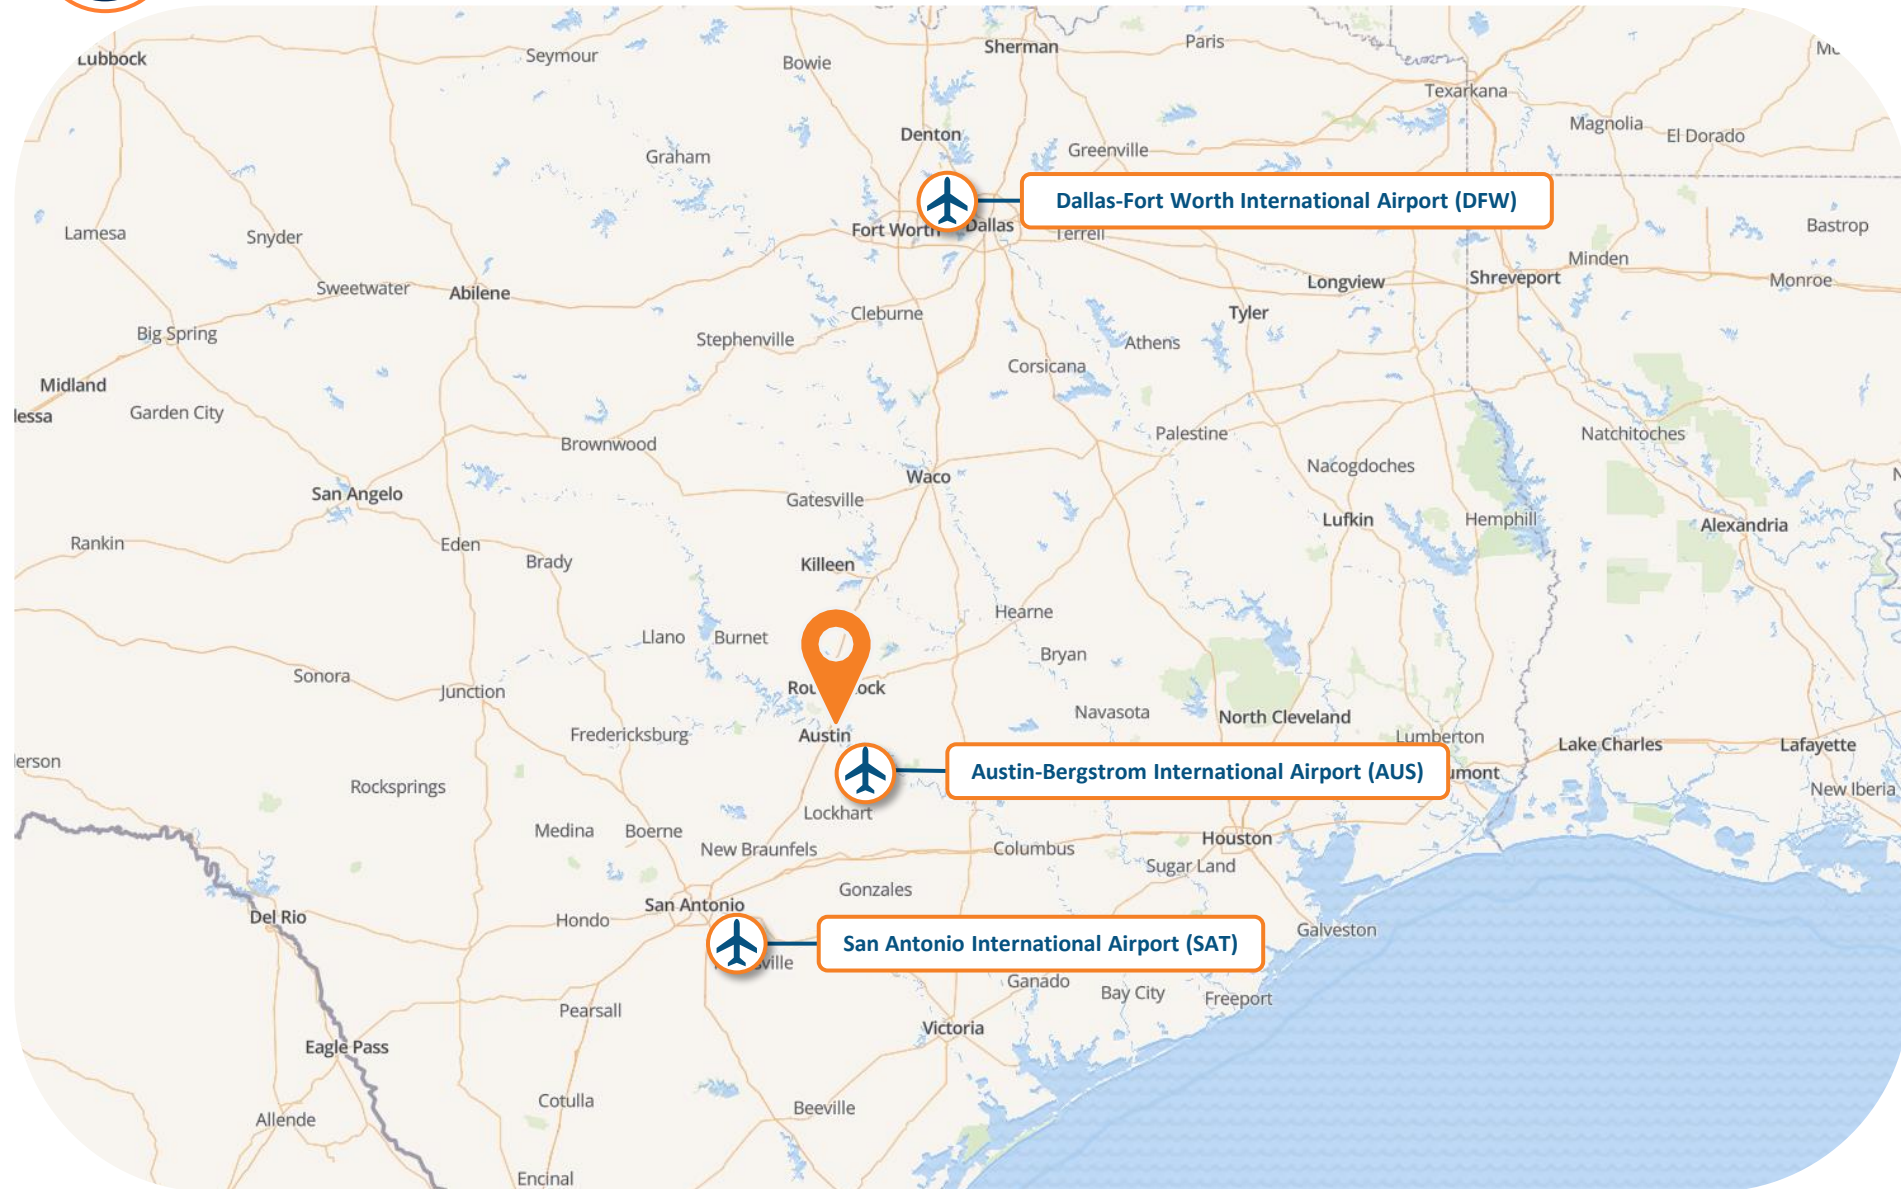 Lubbock
Seymour
Bowie
Sherman
Paris
Texarkana
Magnolia
El Dorado
Denton
Graham
Greenville
Dallas-Fort Worth International Airport (DFW)
Lamesa
Snyder
Fort Worth
Dallas
Terrell
Bastrop
Minden
Sweetwater
Abilene
Longview
Shreveport
Monroe
Cleburne
Tyler
Big Spring
Stephenville
Athens
Corsicana
Midland
Garden City
Brownwood
Palestine
Natchitoches
Waco
Nacogdoches
San Angelo
Gatesville
Lufkin
Hemphill
Alexandria
Rankin
Eden
Brady
Killeen
Hearne
Llano
Burnet
Bryan
Sonora
Junction
Navasota
North Cleveland
Fredericksburg
Austin
Lumberton
Lake Charles
Lafayette
Austin-Bergstrom International Airport (AUS)
Rocksprings
New Iberia
Lockhart
Medina
Boerne
New Braunfels
Columbus
Houston
Sugar Land
Gonzales
San Antonio
Del Rio
Hondo
Galveston
San Antonio International Airport (SAT)
Ganado
Bay City
Freeport
Pearsall
Victoria
Eagle Pass
Cotulla
Beeville
Allende
Encinal